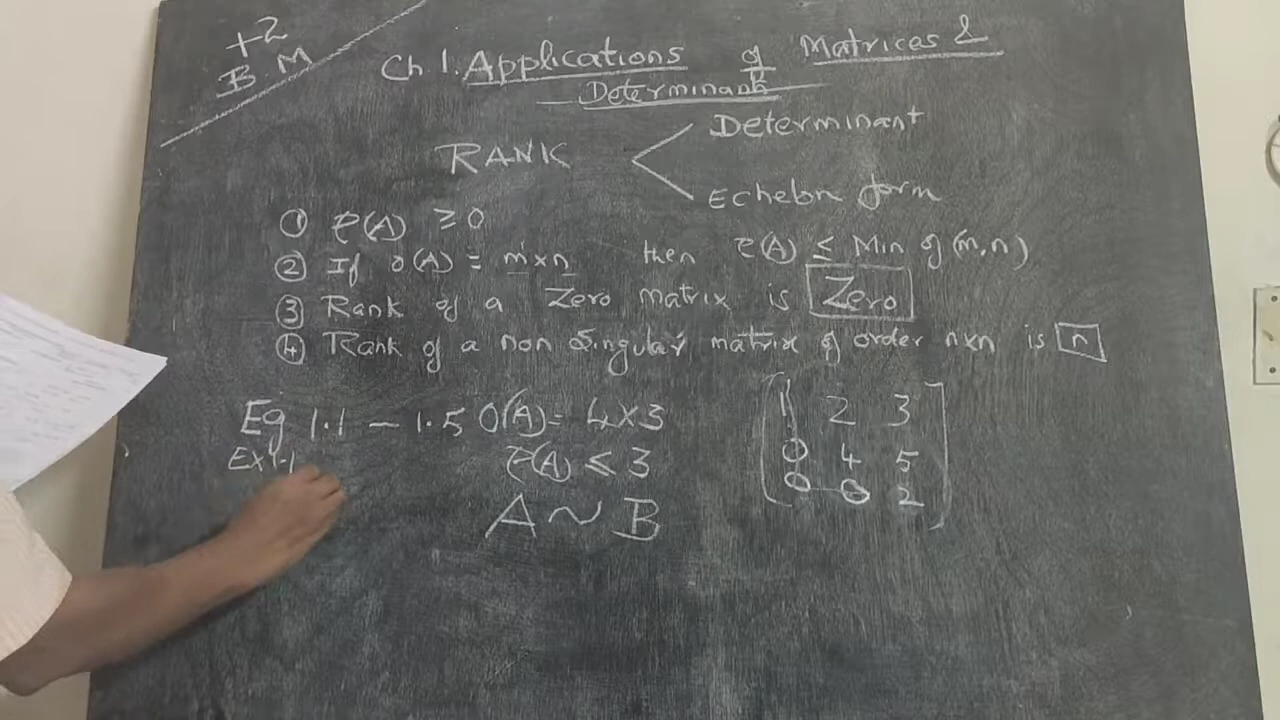 +2
B.M
Ch 1. Applications of Matrices &
Determinants
RANK
Determinant
Echelon form
① ρ(A) ≥ 0
② If o(A) = m×n then ρ(A) ≤ Min of (m,n)
③ Rank of a Zero matrix is Zero
④ Rank of a non Singular matrix of order n×n is n
Eg 1.1 – 1.5 O(A) = 4×3
Ex 1.1 ρ(A) ≤ 3
A ~ B
1 2 3
0 4 5
0 0 2